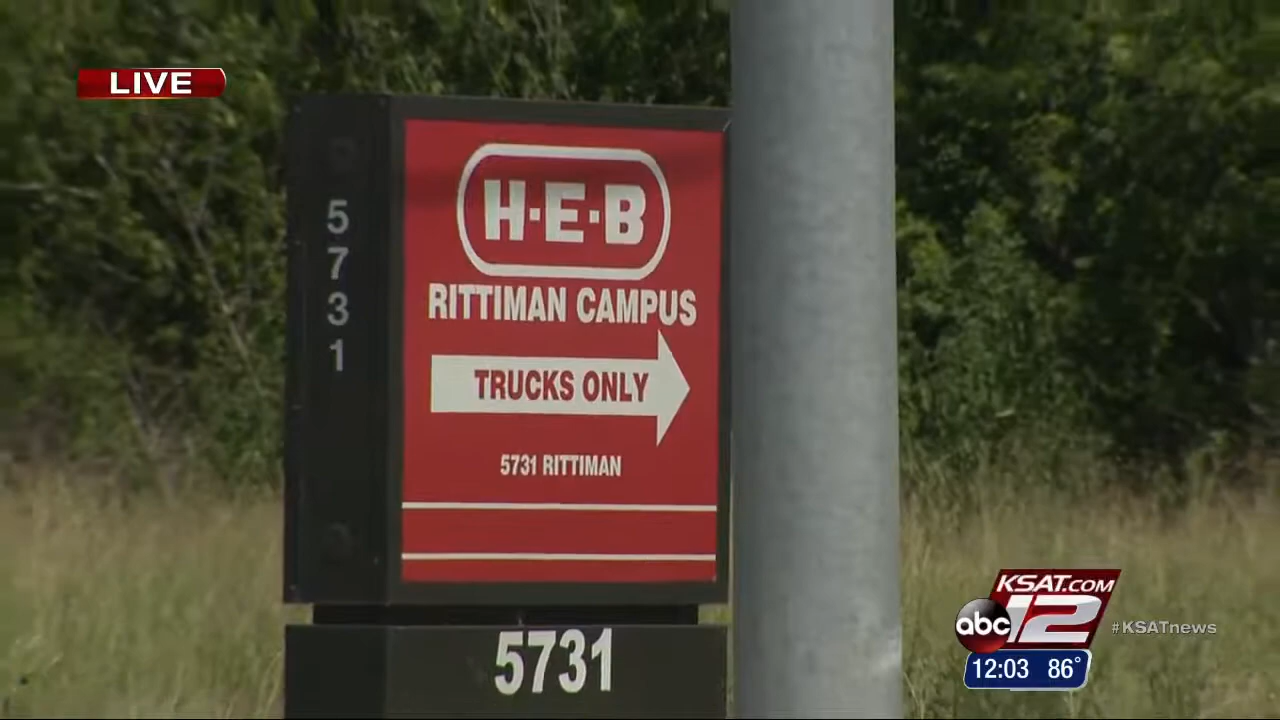 LIVE
5
7
3
1
H·E·B
RITTIMAN CAMPUS
TRUCKS ONLY
5731 RITTIMAN
5731
KSAT.COM
abc 12
#KSATnews
12:03 86°